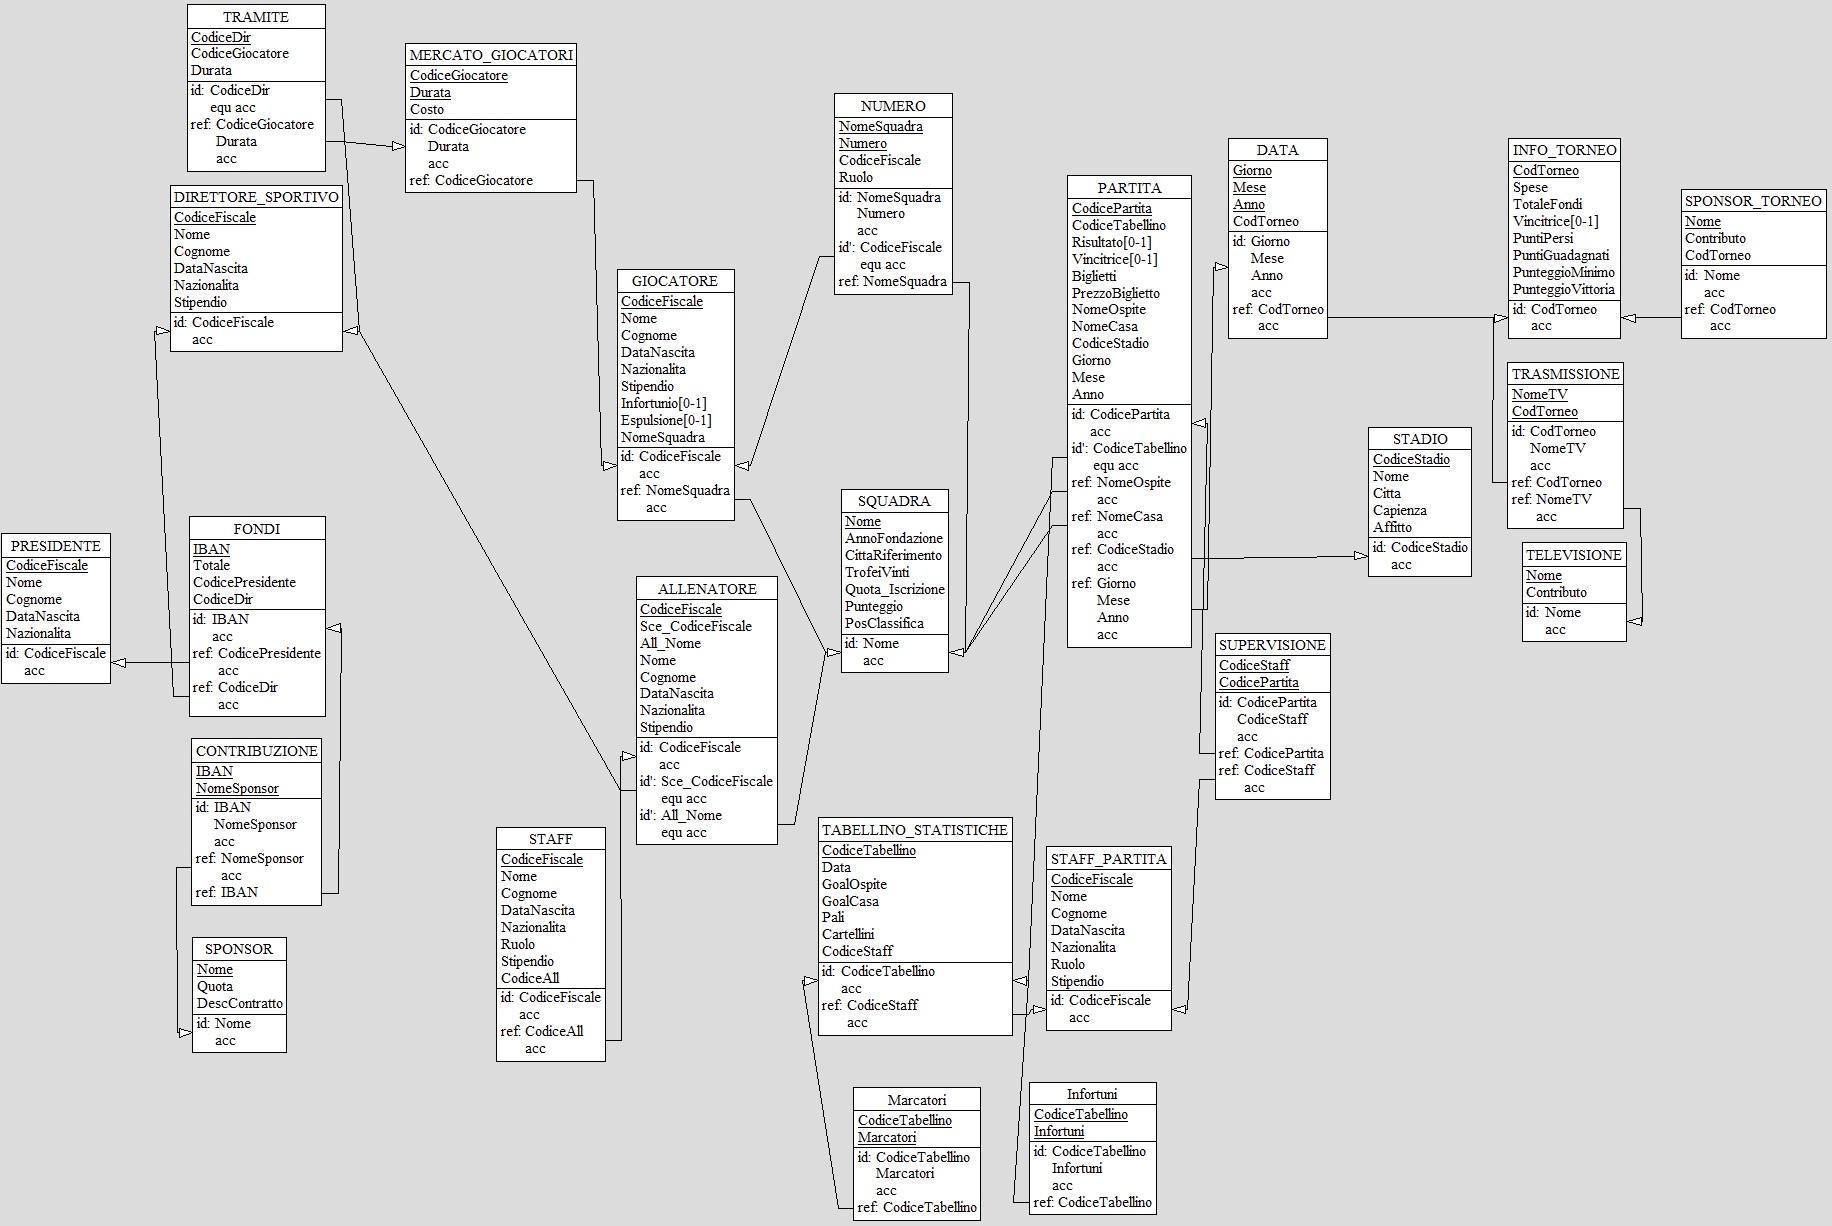 TRAMITE
CodiceDir
CodiceGiocatore
Durata
id: CodiceDir
equ acc
ref: CodiceGiocatore
Durata
acc
MERCATO_GIOCATORI
CodiceGiocatore
Durata
Costo
id: CodiceGiocatore
Durata
acc
ref: CodiceGiocatore
DIRETTORE_SPORTIVO
CodiceFiscale
Nome
Cognome
DataNascita
Nazionalita
Stipendio
id: CodiceFiscale
acc
NUMERO
NomeSquadra
Numero
CodiceFiscale
Ruolo
id: NomeSquadra
Numero
acc
id': CodiceFiscale
equ acc
ref: NomeSquadra
GIOCATORE
CodiceFiscale
Nome
Cognome
DataNascita
Nazionalita
Stipendio
Infortunio[0-1]
Espulsione[0-1]
NomeSquadra
id: CodiceFiscale
acc
ref: NomeSquadra
acc
PARTITA
CodicePartita
CodiceTabellino
Risultato[0-1]
Vincitrice[0-1]
Biglietti
PrezzoBiglietto
NomeOspite
NomeCasa
CodiceStadio
Giorno
Mese
Anno
id: CodicePartita
acc
id': CodiceTabellino
equ acc
ref: NomeOspite
acc
ref: NomeCasa
acc
ref: CodiceStadio
acc
ref: Giorno
Mese
Anno
acc
DATA
Giorno
Mese
Anno
CodTorneo
id: Giorno
Mese
Anno
acc
ref: CodTorneo
acc
INFO_TORNEO
CodTorneo
Spese
TotaleFondi
Vincitrice[0-1]
PuntiPersi
PuntiGuadagnati
PunteggioMinimo
PunteggioVittoria
id: CodTorneo
acc
SPONSOR_TORNEO
Nome
Contributo
CodTorneo
id: Nome
acc
ref: CodTorneo
acc
TRASMISSIONE
NomeTV
CodTorneo
id: CodTorneo
NomeTV
acc
ref: CodTorneo
ref: NomeTV
acc
STADIO
CodiceStadio
Nome
Citta
Capienza
Affitto
id: CodiceStadio
acc
TELEVISIONE
Nome
Contributo
id: Nome
acc
SQUADRA
Nome
AnnoFondazione
CittaRiferimento
TrofeiVinti
Quota_Iscrizione
Punteggio
PosClassifica
id: Nome
acc
PRESIDENTE
CodiceFiscale
Nome
Cognome
DataNascita
Nazionalita
id: CodiceFiscale
acc
FONDI
IBAN
Totale
CodicePresidente
CodiceDir
id: IBAN
acc
ref: CodicePresidente
acc
ref: CodiceDir
acc
ALLENATORE
CodiceFiscale
Sce_CodiceFiscale
All_Nome
Nome
Cognome
DataNascita
Nazionalita
Stipendio
id: CodiceFiscale
acc
id': Sce_CodiceFiscale
equ acc
id': All_Nome
equ acc
SUPERVISIONE
CodiceStaff
CodicePartita
id: CodicePartita
CodiceStaff
acc
ref: CodicePartita
ref: CodiceStaff
acc
CONTRIBUZIONE
IBAN
NomeSponsor
id: IBAN
NomeSponsor
acc
ref: NomeSponsor
acc
ref: IBAN
STAFF
CodiceFiscale
Nome
Cognome
DataNascita
Nazionalita
Ruolo
Stipendio
CodiceAll
id: CodiceFiscale
acc
ref: CodiceAll
acc
TABELLINO_STATISTICHE
CodiceTabellino
Data
GoalOspite
GoalCasa
Pali
Cartellini
CodiceStaff
id: CodiceTabellino
acc
ref: CodiceStaff
acc
STAFF_PARTITA
CodiceFiscale
Nome
Cognome
DataNascita
Nazionalita
Ruolo
Stipendio
id: CodiceFiscale
acc
SPONSOR
Nome
Quota
DescContratto
id: Nome
acc
Marcatori
CodiceTabellino
Marcatori
id: CodiceTabellino
Marcatori
acc
ref: CodiceTabellino
Infortuni
CodiceTabellino
Infortuni
id: CodiceTabellino
Infortuni
acc
ref: CodiceTabellino